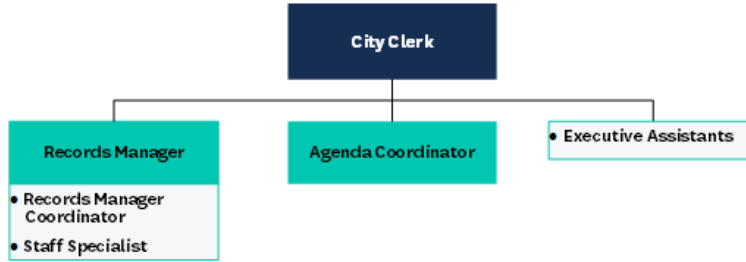 City Clerk
Records Manager
Agenda Coordinator
• Executive Assistants
• Records Manager
Coordinator
• Staff Specialist